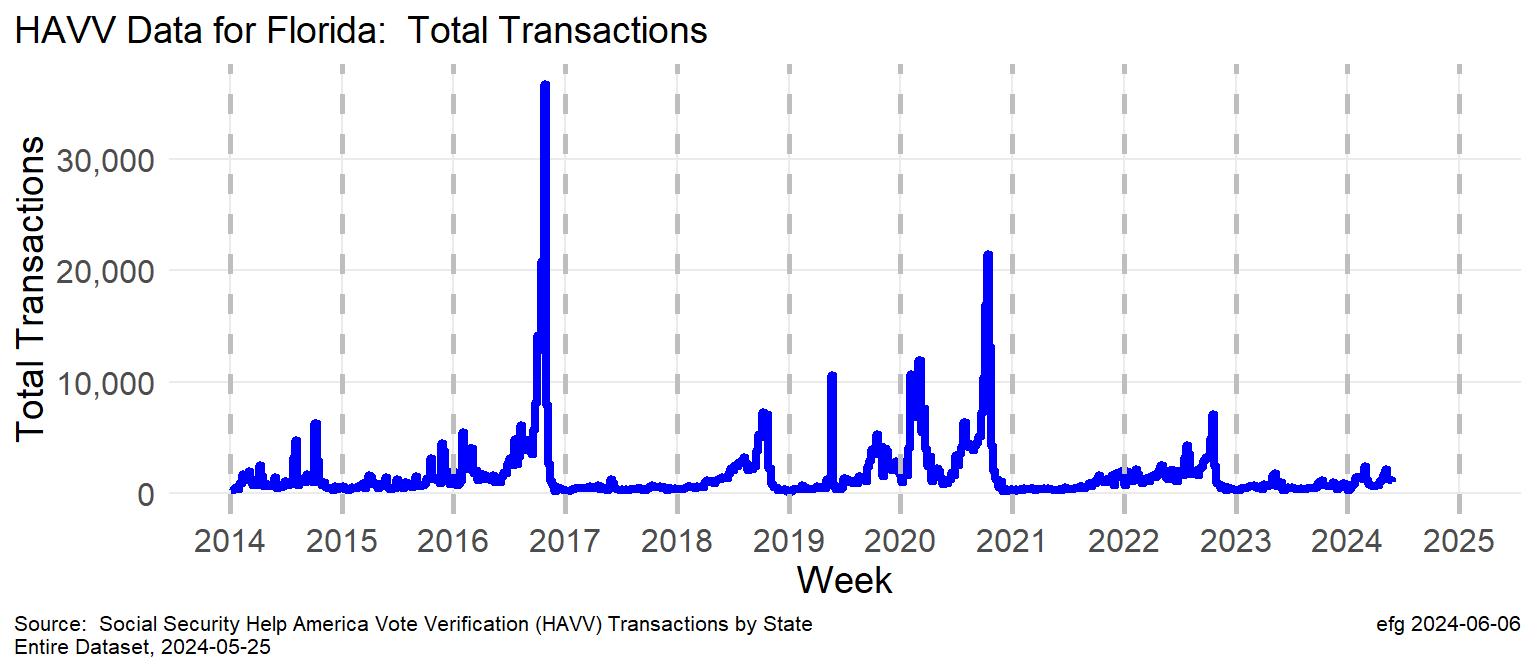 HAVV Data for Florida:  Total Transactions
Total Transactions
30,000
20,000
10,000
0
2014 2015 2016 2017 2018 2019 2020 2021 2022 2023 2024 2025
Week
Source:  Social Security Help America Vote Verification (HAVV) Transactions by State
efg 2024-06-06
Entire Dataset, 2024-05-25